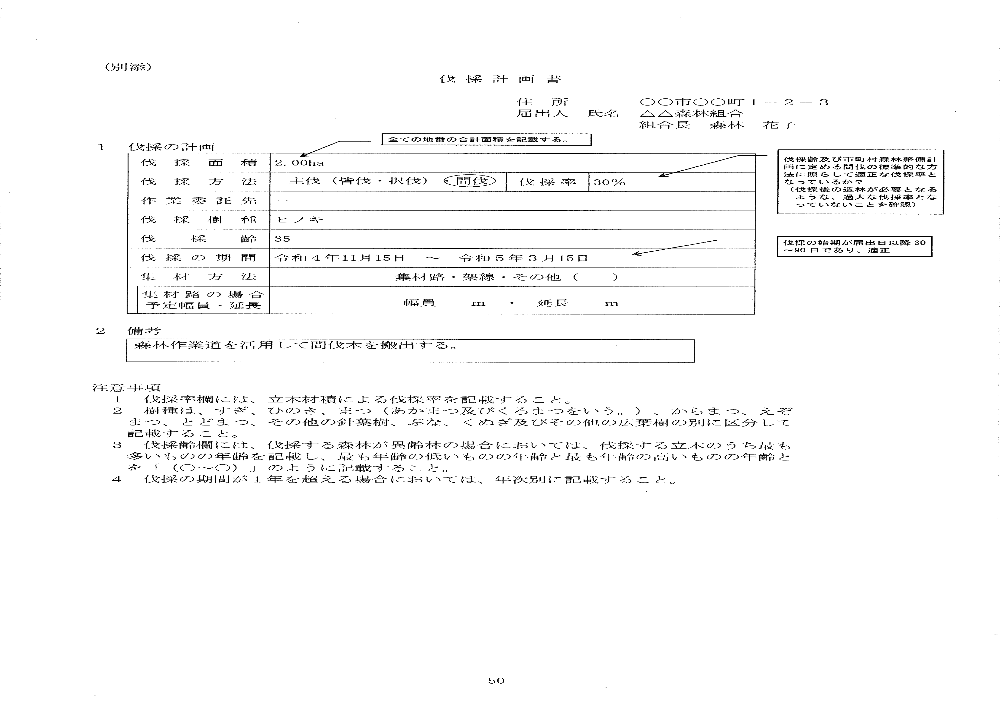 （別添）
伐採計画書
住　所　○○市○○町１－２－３
届出人　氏名　△△森林組合
組合長　森林　花子
全ての地番の合計面積を記載する。
１　伐採の計画
伐採面積　2.00ha
伐採方法　主伐（皆伐・択伐）・間伐　伐採率　30%
作業委託先　―
伐採樹種　ヒノキ
伐採齢　35
伐採の期間　令和４年11月15日　～　令和５年３月15日
集材方法　集材路・架線・その他（　　）
集材路の場合
予定幅員・延長　幅員　ｍ　・　延長　ｍ
伐採齢及び市町村森林整備計
画に定める間伐の標準的な方
法に照らして適正な伐採率と
なっているか？
（伐採後の造林が必要となる
ような、過大な伐採率とな
っていないことを確認）
伐採の始期が届出日以降30
～90日であり、適正
２　備考
森林作業道を活用して間伐木を搬出する。
注意事項
１　伐採率欄には、立木材積による伐採率を記載すること。
２　樹種は、すぎ、ひのき、まつ（あかまつ及びくろまつをいう。）、からまつ、えぞ
まつ、とどまつ、その他の針葉樹、ぶな、くぬぎ及びその他の広葉樹の別に区分して
記載すること。
３　伐採齢欄には、伐採する森林が異齢林の場合においては、伐採する立木のうち最も
多いものの年齢を記載し、最も年齢の低いものの年齢と最も年齢の高いものの年齢と
を「（○～○）」のように記載すること。
４　伐採の期間が１年を超える場合においては、年次別に記載すること。
50